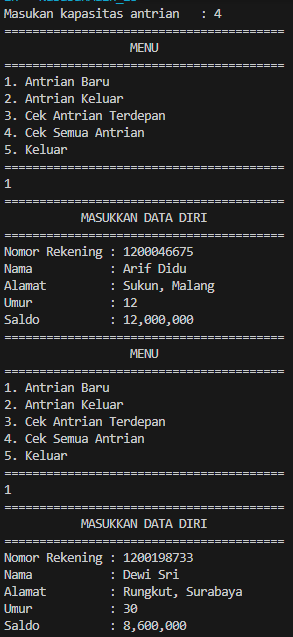 Masukan kapasitas antrian   : 4
========================================
                  MENU
========================================
1. Antrian Baru
2. Antrian Keluar
3. Cek Antrian Terdepan
4. Cek Semua Antrian
5. Keluar
========================================
1
========================================
           MASUKKAN DATA DIRI
========================================
Nomor Rekening : 1200046675
Nama           : Arif Didu
Alamat         : Sukun, Malang
Umur           : 12
Saldo          : 12,000,000
========================================
                  MENU
========================================
1. Antrian Baru
2. Antrian Keluar
3. Cek Antrian Terdepan
4. Cek Semua Antrian
5. Keluar
========================================
1
========================================
           MASUKKAN DATA DIRI
========================================
Nomor Rekening : 1200198733
Nama           : Dewi Sri
Alamat         : Rungkut, Surabaya
Umur           : 30
Saldo          : 8,600,000